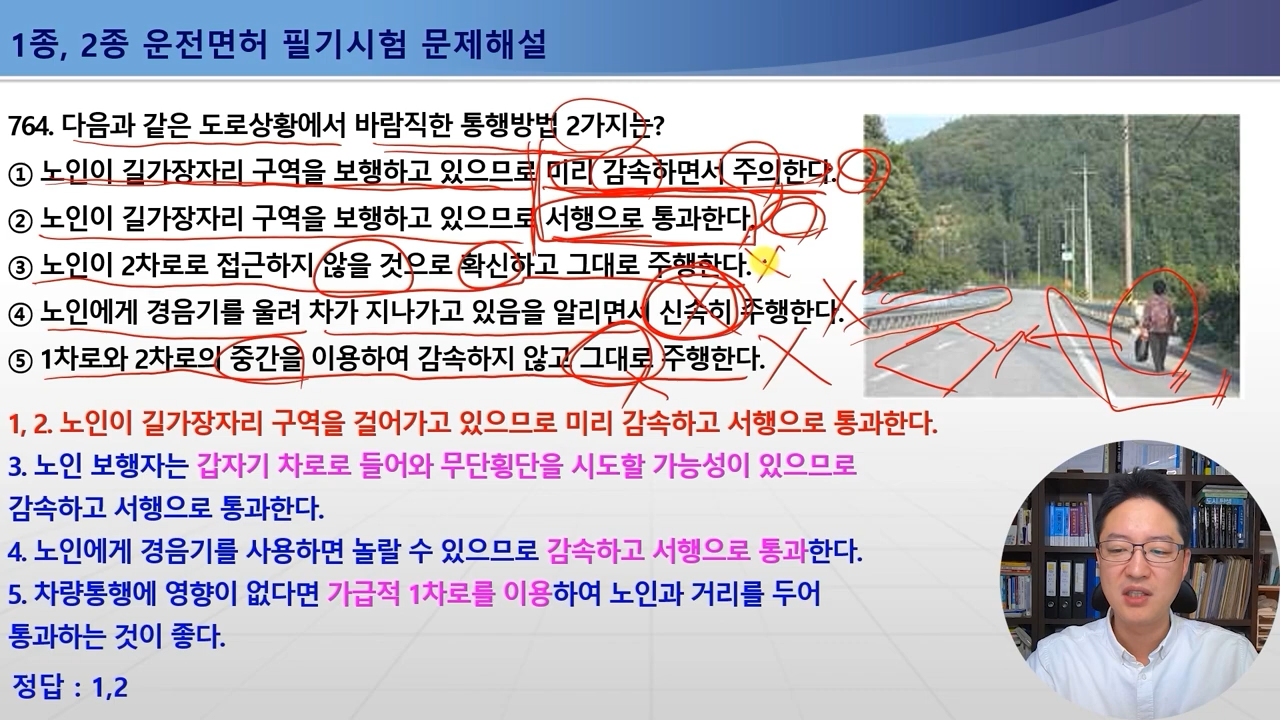 1종, 2종 운전면허 필기시험 문제해설
764. 다음과 같은 도로상황에서 바람직한 통행방법 2가지는?
① 노인이 길가장자리 구역을 보행하고 있으므로 미리 감속하면서 주의한다.
② 노인이 길가장자리 구역을 보행하고 있으므로 서행으로 통과한다.
③ 노인이 2차로로 접근하지 않을 것으로 확신하고 그대로 주행한다.
④ 노인에게 경음기를 울려 차가 지나가고 있음을 알리면서 신속히 주행한다.
⑤ 1차로와 2차로의 중간을 이용하여 감속하지 않고 그대로 주행한다.
1, 2. 노인이 길가장자리 구역을 걸어가고 있으므로 미리 감속하고 서행으로 통과한다.
3. 노인 보행자는 갑자기 차로로 들어와 무단횡단을 시도할 가능성이 있으므로
감속하고 서행으로 통과한다.
4. 노인에게 경음기를 사용하면 놀랄 수 있으므로 감속하고 서행으로 통과한다.
5. 차량통행에 영향이 없다면 가급적 1차로를 이용하여 노인과 거리를 두어
통과하는 것이 좋다.
정답 : 1,2